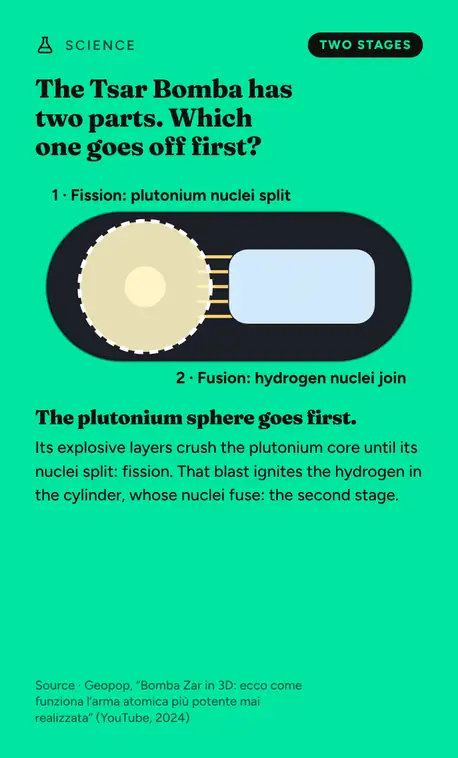 SCIENCE
TWO STAGES
The Tsar Bomba has
two parts. Which
one goes off first?
1 · Fission: plutonium nuclei split
2 · Fusion: hydrogen nuclei join
The plutonium sphere goes first.
Its explosive layers crush the plutonium core until its
nuclei split: fission. That blast ignites the hydrogen in
the cylinder, whose nuclei fuse: the second stage.
Source · Geopop, “Bomba Zar in 3D: ecco come
funziona l’arma atomica più potente mai
realizzata” (YouTube, 2024)